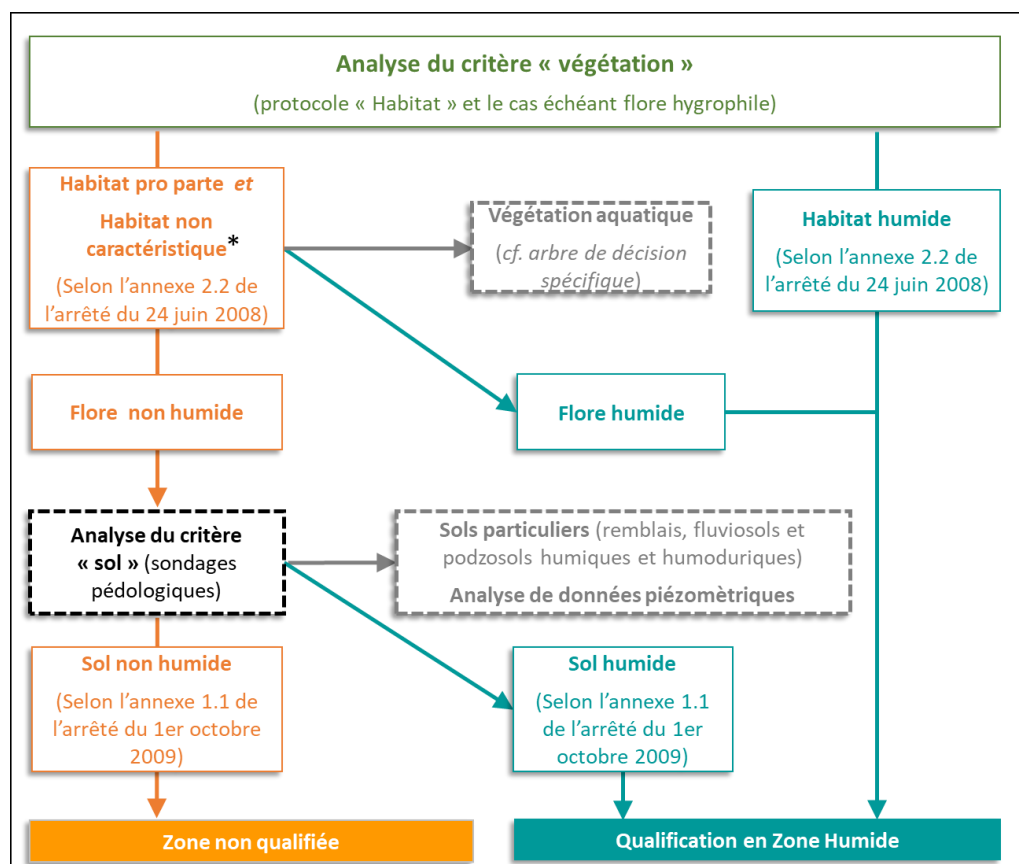 Analyse du critère « végétation »
(protocole « Habitat » et le cas échéant flore hygrophile)
Habitat pro parte et
Habitat non
caractéristique*
(Selon l'annexe 2.2 de
l'arrêté du 24 juin 2008)
Végétation aquatique
(cf. arbre de décision
spécifique)
Habitat humide
(Selon l'annexe 2.2 de
l'arrêté du 24 juin 2008)
Flore non humide
Flore humide
Analyse du critère
« sol » (sondages
pédologiques)
Sols particuliers (remblais, fluviosols et
podzosols humiques et humoduriques)
Analyse de données piézomètriques
Sol non humide
(Selon l'annexe 1.1 de
l'arrêté du 1er octobre
2009)
Sol humide
(Selon l'annexe 1.1
de l'arrêté du 1er
octobre 2009)
Zone non qualifiée
Qualification en Zone Humide